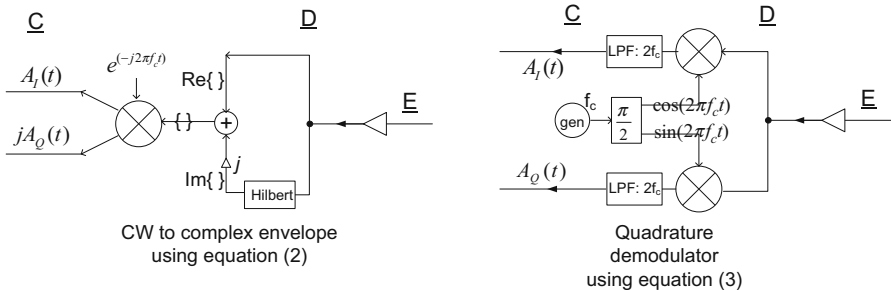 C
D
e^{(-j2πf_c t)}
A_I(t)
Re{ }
E
{ }
+
jA_Q(t)
j
Im{ }
Hilbert
CW to complex envelope
using equation (2)
C
D
LPF: 2f_c
A_I(t)
f_c
cos(2πf_c t)
E
gen
π/2
sin(2πf_c t)
A_Q(t)
LPF: 2f_c
Quadrature
demodulator
using equation (3)